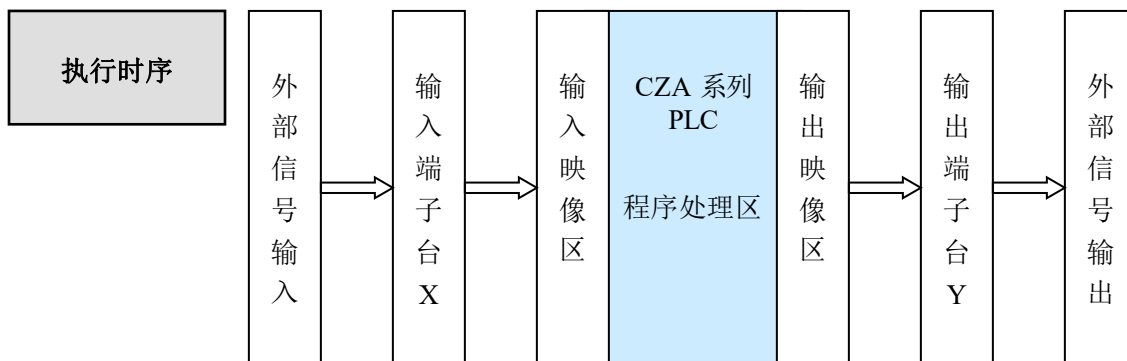 执行时序
外部信号输入
输入端子台X
输入映像区
CZA 系列
PLC
程序处理区
输出映像区
输出端子台Y
外部信号输出